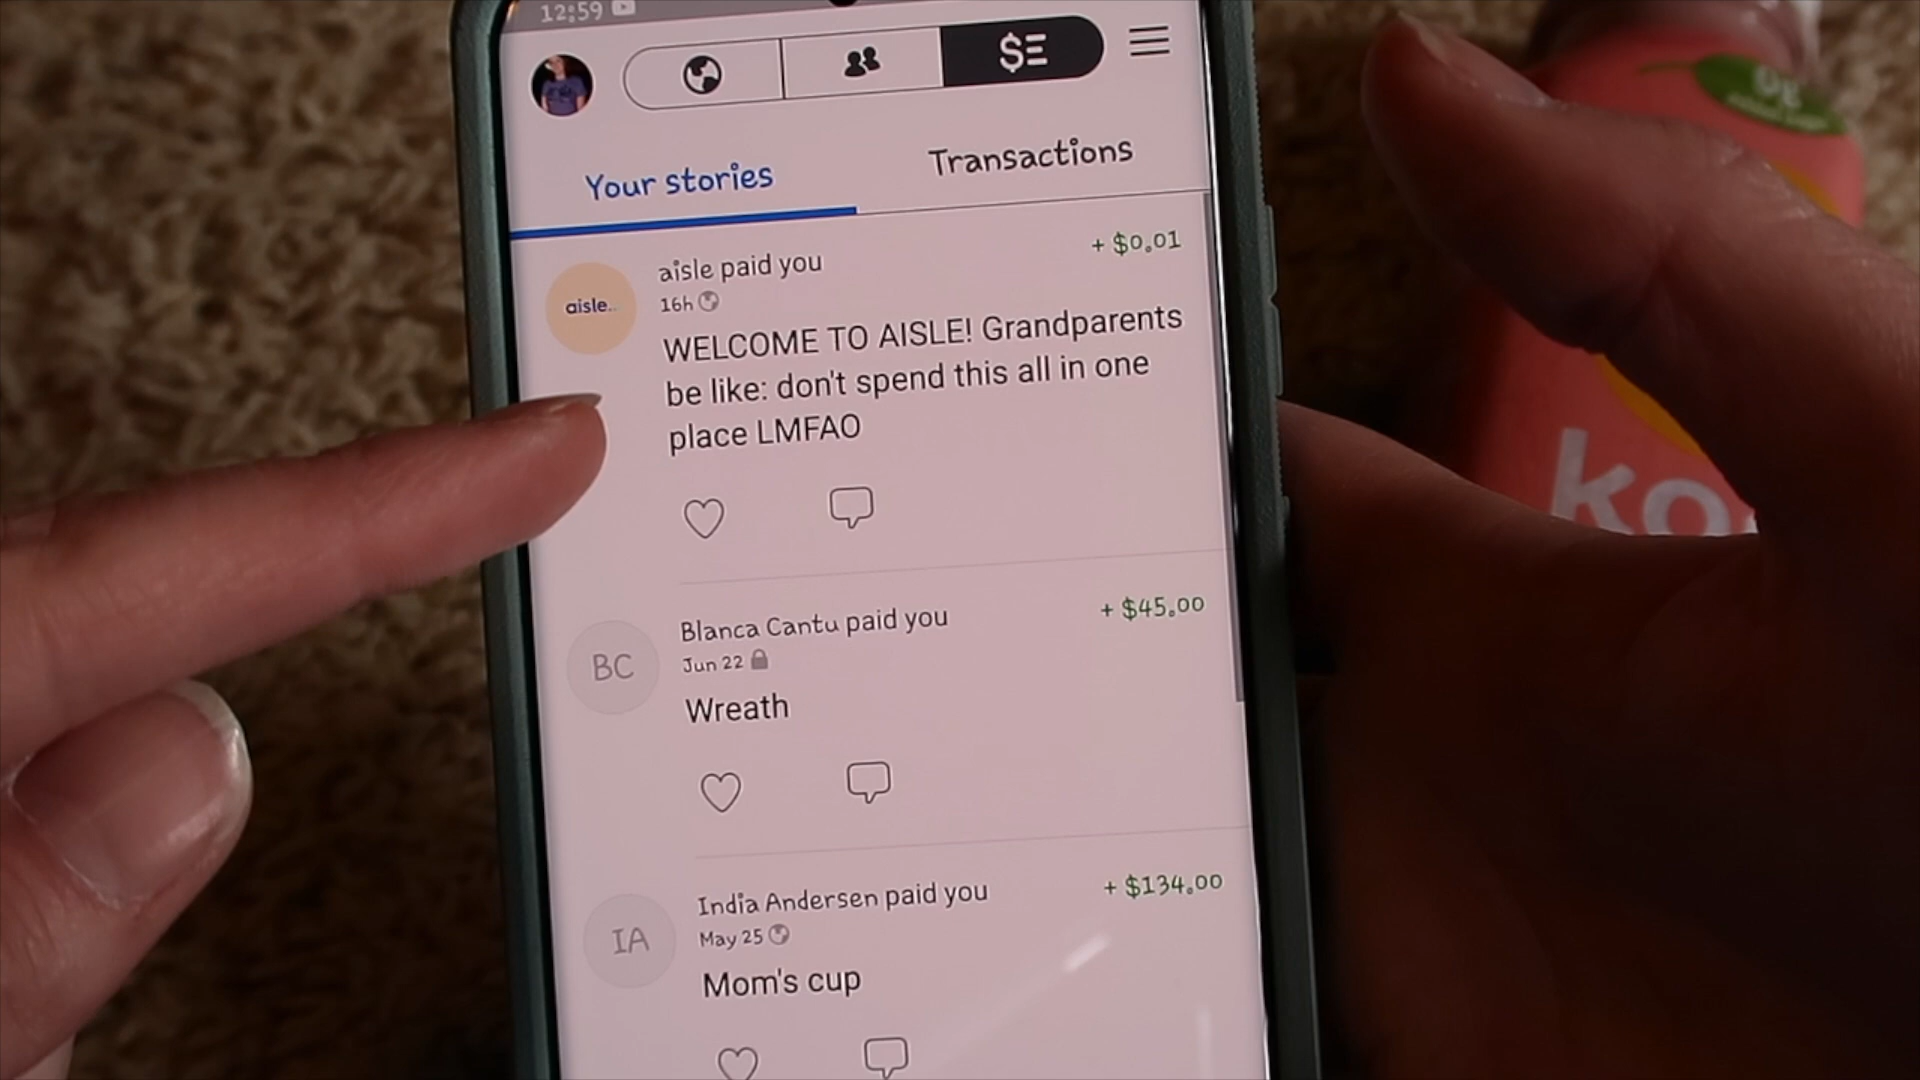 12:59
$
Your stories
Transactions
aisle paid you
+ $0.01
aisle.
16h
WELCOME TO AISLE! Grandparents
be like: don't spend this all in one
place LMFAO
Blanca Cantu paid you
+ $45.00
BC
Jun 22
Wreath
India Andersen paid you
+ $134.00
IA
May 25
Mom's cup
0g